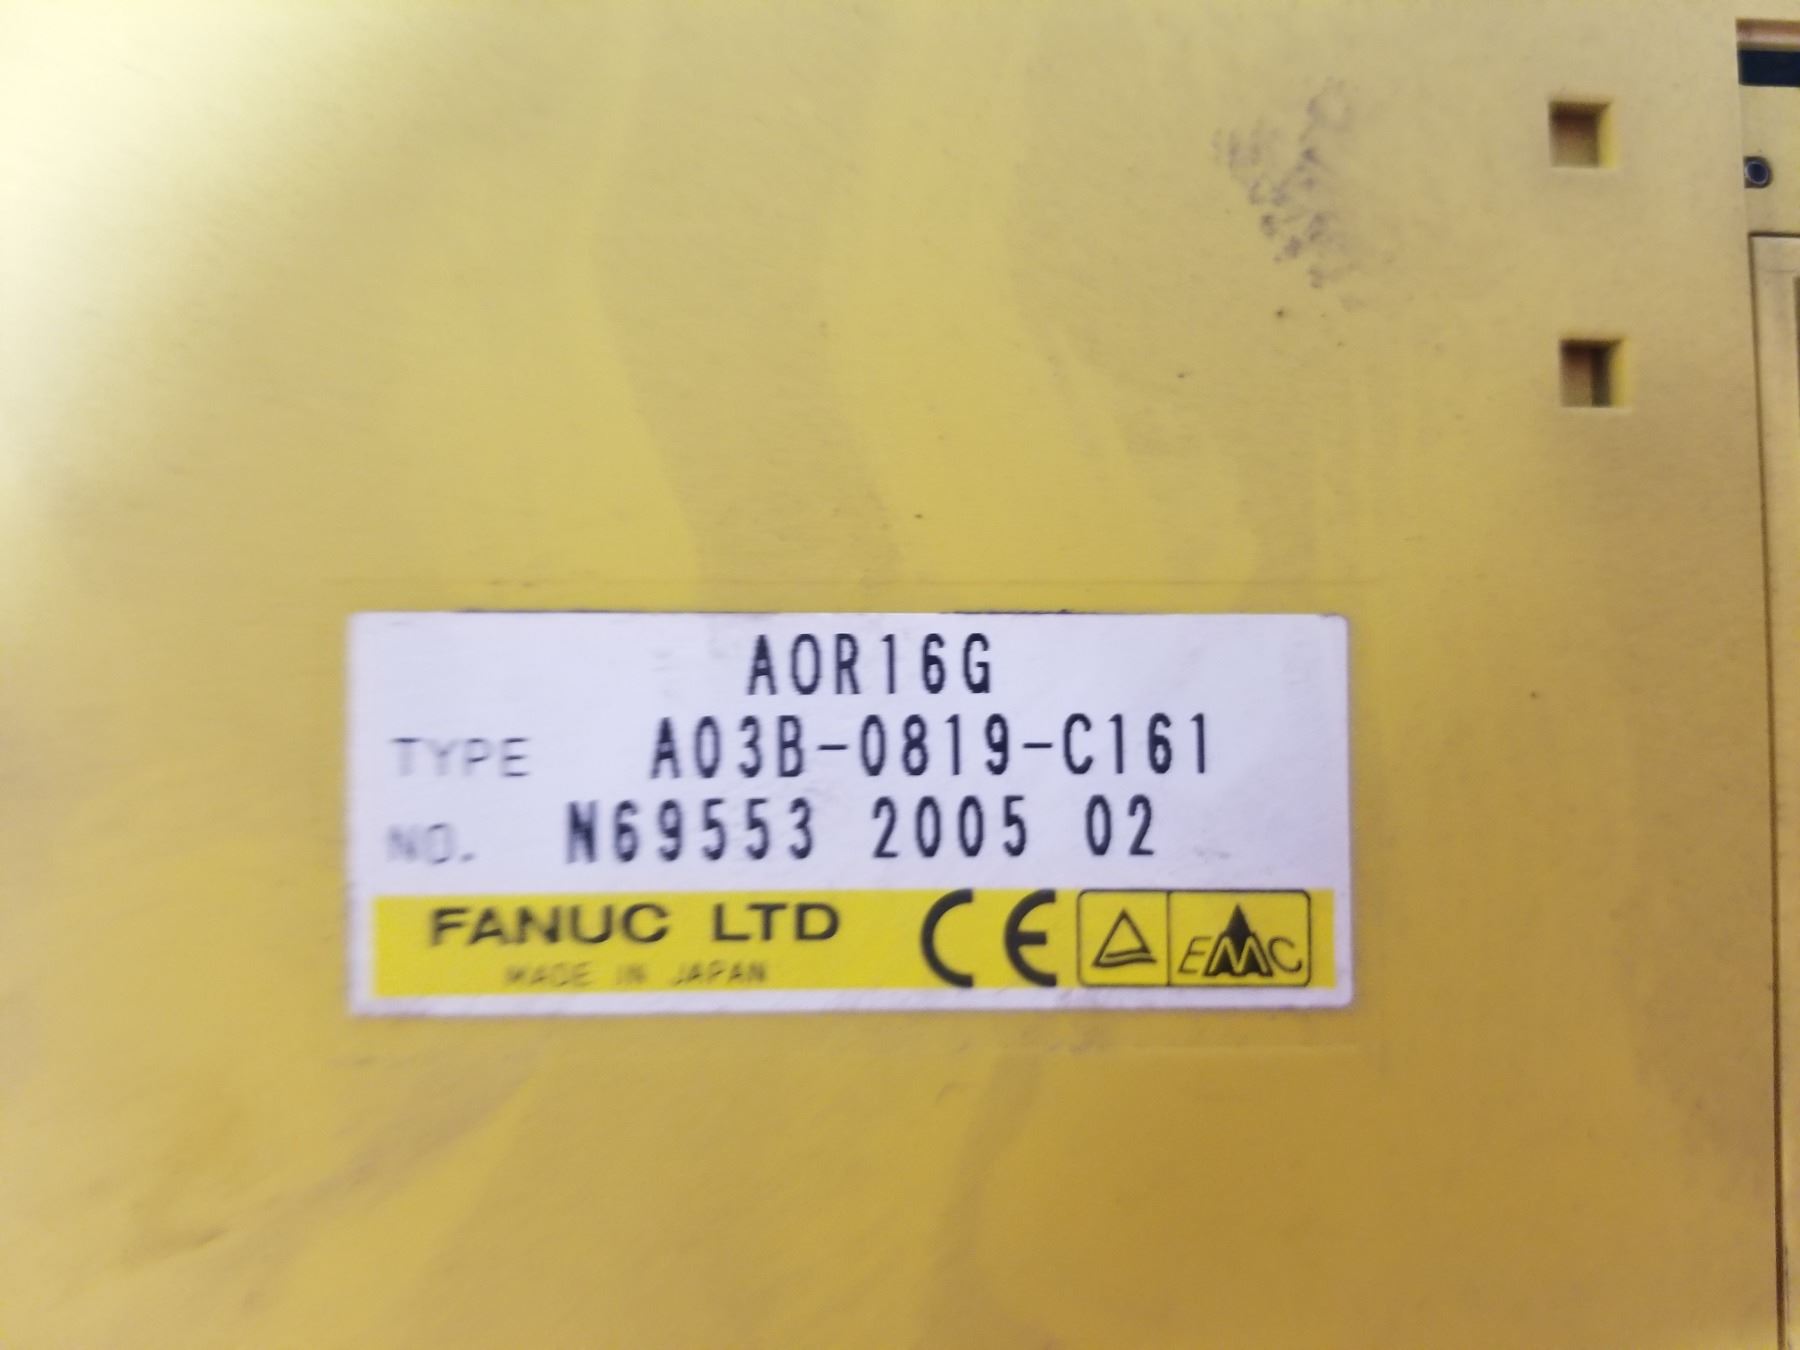 AOR16G
TYPE A03B-0819-C161
NO. N69553 2005 02
FANUC LTD CE EMC
MADE IN JAPAN